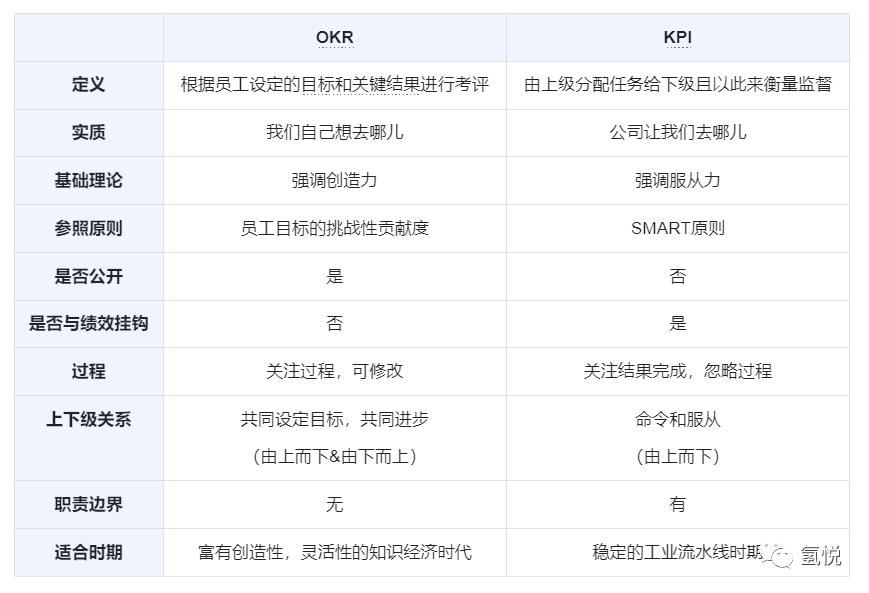 OKR KPI
定义 根据员工设定的目标和关键结果进行考评 由上级分配任务给下级且以此来衡量监督
实质 我们自己想去哪儿 公司让我们去哪儿
基础理论 强调创造力 强调服从力
参照原则 员工目标的挑战性贡献度 SMART原则
是否公开 是 否
是否与绩效挂钩 否 是
过程 关注过程，可修改 关注结果完成，忽略过程
上下级关系 共同设定目标，共同进步 命令和服从
（由上而下&由下而上） （由上而下）
职责边界 无 有
适合时期 富有创造性，灵活性的知识经济时代 稳定的工业流水线时期
氢悦